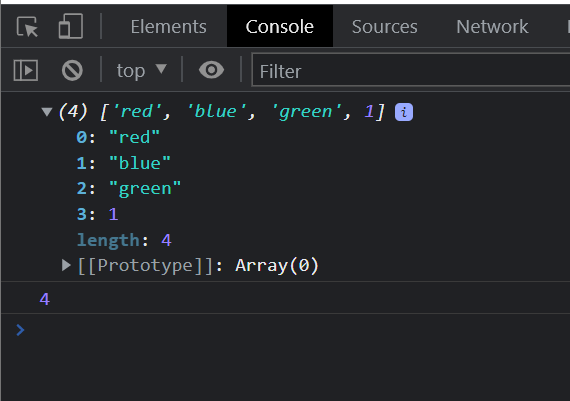 Elements Console Sources Network
top Filter
(4) ['red', 'blue', 'green', 1] i
0: "red"
1: "blue"
2: "green"
3: 1
length: 4
[[Prototype]]: Array(0)
4
>